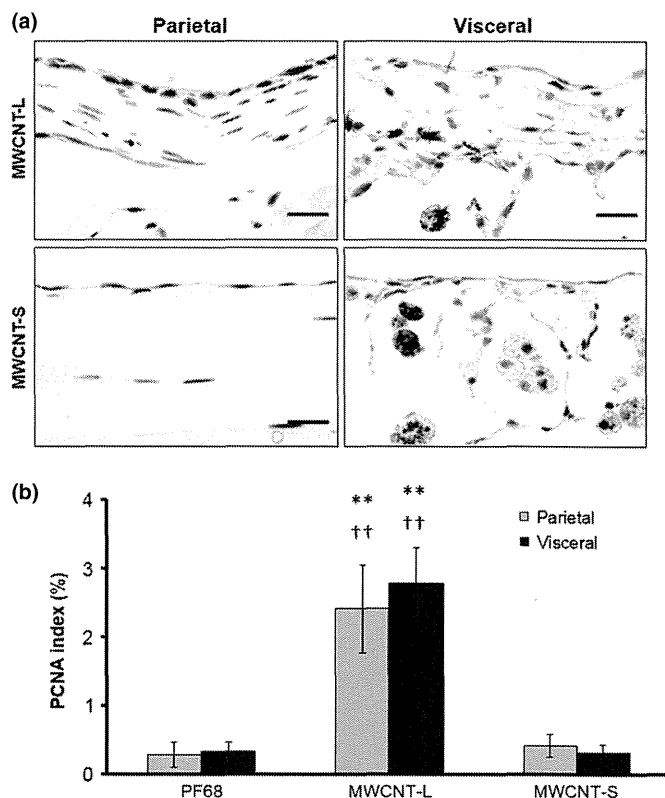 (a)
Parietal
Visceral
MWCNT-L
MWCNT-S
(b)
4
3
2
1
0
PCNA index (%)
**
††
**
††
Parietal
Visceral
PF68
MWCNT-L
MWCNT-S